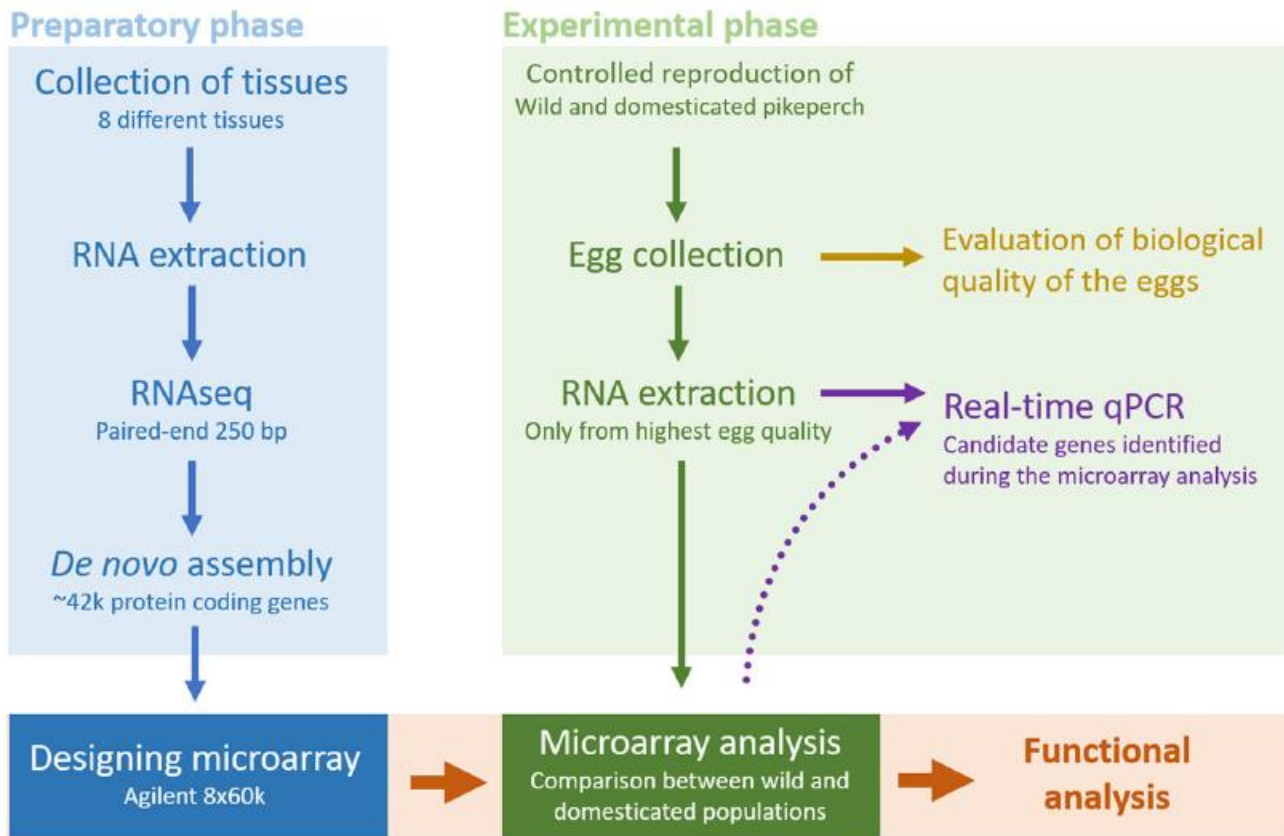 Preparatory phase
Collection of tissues
8 different tissues
RNA extraction
RNAseq
Paired-end 250 bp
De novo assembly
~42k protein coding genes
Designing microarray
Agilent 8x60k
Experimental phase
Controlled reproduction of
Wild and domesticated pikeperch
Egg collection
Evaluation of biological
quality of the eggs
RNA extraction
Only from highest egg quality
Real-time qPCR
Candidate genes identified
during the microarray analysis
Microarray analysis
Comparison between wild and
domesticated populations
Functional
analysis